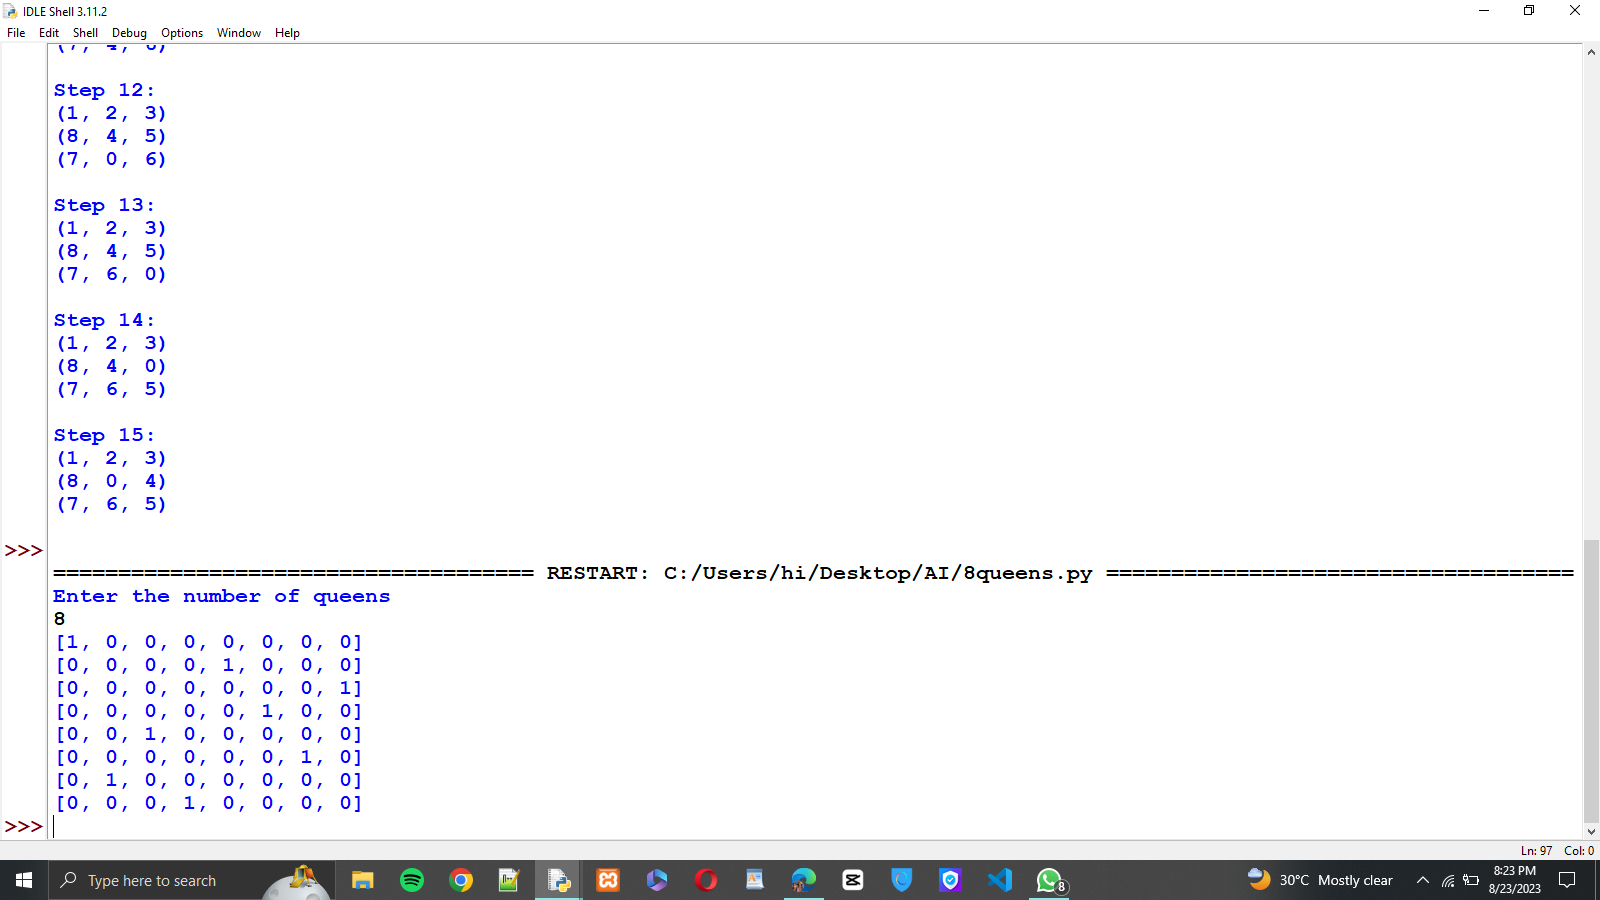 IDLE Shell 3.11.2
File Edit Shell Debug Options Window Help
(7, 4, 6)
Step 12:
(1, 2, 3)
(8, 4, 5)
(7, 0, 6)
Step 13:
(1, 2, 3)
(8, 4, 5)
(7, 6, 0)
Step 14:
(1, 2, 3)
(8, 4, 0)
(7, 6, 5)
Step 15:
(1, 2, 3)
(8, 0, 4)
(7, 6, 5)
>>>
===================================== RESTART: C:/Users/hi/Desktop/AI/8queens.py ====================================
Enter the number of queens
8
[1, 0, 0, 0, 0, 0, 0, 0]
[0, 0, 0, 0, 1, 0, 0, 0]
[0, 0, 0, 0, 0, 0, 0, 1]
[0, 0, 0, 0, 0, 1, 0, 0]
[0, 0, 1, 0, 0, 0, 0, 0]
[0, 0, 0, 0, 0, 0, 1, 0]
[0, 1, 0, 0, 0, 0, 0, 0]
[0, 0, 0, 1, 0, 0, 0, 0]
>>>
Ln: 97 Col: 0
Type here to search
8
30°C Mostly clear
8:23 PM
8/23/2023